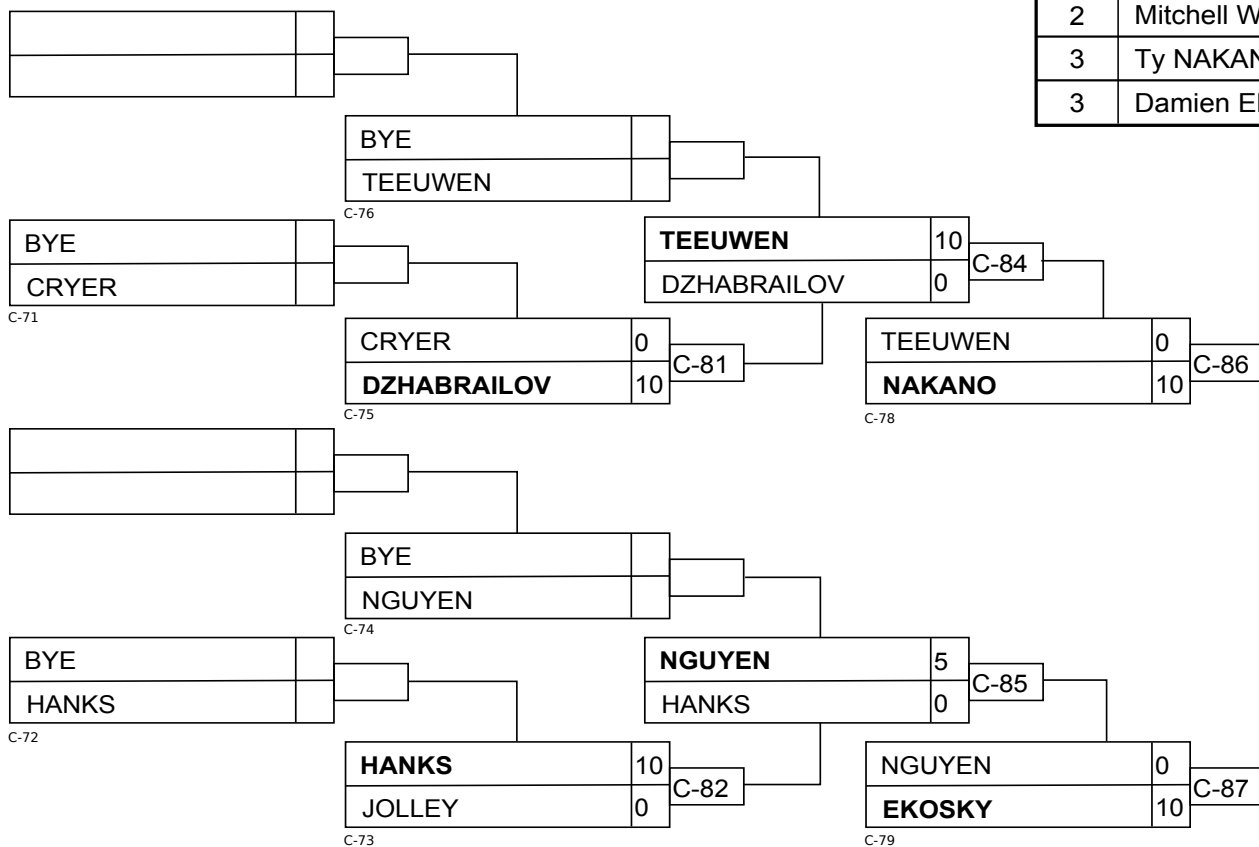 2 Mitchell
3 Ty
3 Damien
BYE
TEEUWEN
C-76
BYE
CRYER
C-71
TEEUWEN 10
DZHABRAILOV 0
C-84
CRYER 0
DZHABRAILOV 10
C-81
C-75
TEEUWEN 0
NAKANO 10
C-86
C-78
BYE
NGUYEN
C-74
BYE
HANKS
C-72
NGUYEN 5
HANKS 0
C-85
HANKS 10
JOLLEY 0
C-82
C-73
NGUYEN 0
EKOSKY 10
C-87
C-79